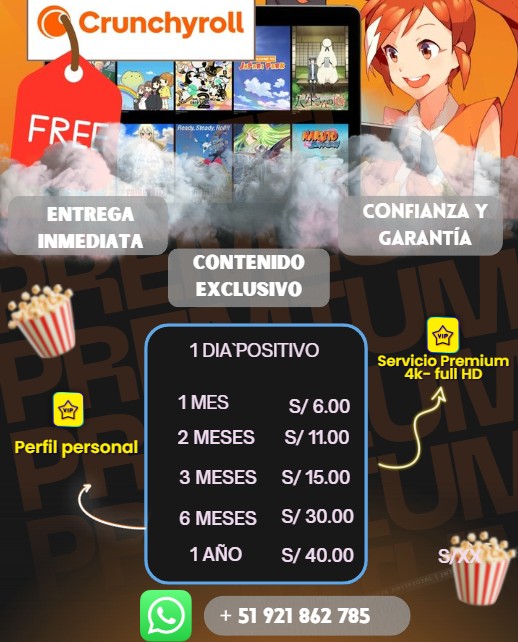 Crunchyroll
FREE
Ready, Steady, Roll!!
NARUTO
ENTREGA
INMEDIATA
CONFIANZA Y
GARANTÍA
CONTENIDO
EXCLUSIVO
1 DIA`POSITIVO
VIP
Servicio Premium
4k- full HD
1 MES S/ 6.00
VIP
2 MESES S/ 11.00
Perfil personal
3 MESES S/ 15.00
6 MESES S/ 30.00
1 AÑO S/ 40.00
S/XX
+ 51 921 862 785
PREMIUM
PREMIUM
PREMIUM
PREMIUM